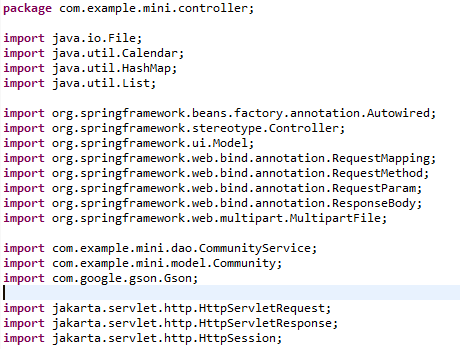 package com.example.mini.controller;
import java.io.File;
import java.util.Calendar;
import java.util.HashMap;
import java.util.List;
import org.springframework.beans.factory.annotation.Autowired;
import org.springframework.stereotype.Controller;
import org.springframework.ui.Model;
import org.springframework.web.bind.annotation.RequestMapping;
import org.springframework.web.bind.annotation.RequestMethod;
import org.springframework.web.bind.annotation.RequestParam;
import org.springframework.web.bind.annotation.ResponseBody;
import org.springframework.web.multipart.MultipartFile;
import com.example.mini.dao.CommunityService;
import com.example.mini.model.Community;
import com.google.gson.Gson;
import jakarta.servlet.http.HttpServletRequest;
import jakarta.servlet.http.HttpServletResponse;
import jakarta.servlet.http.HttpSession;